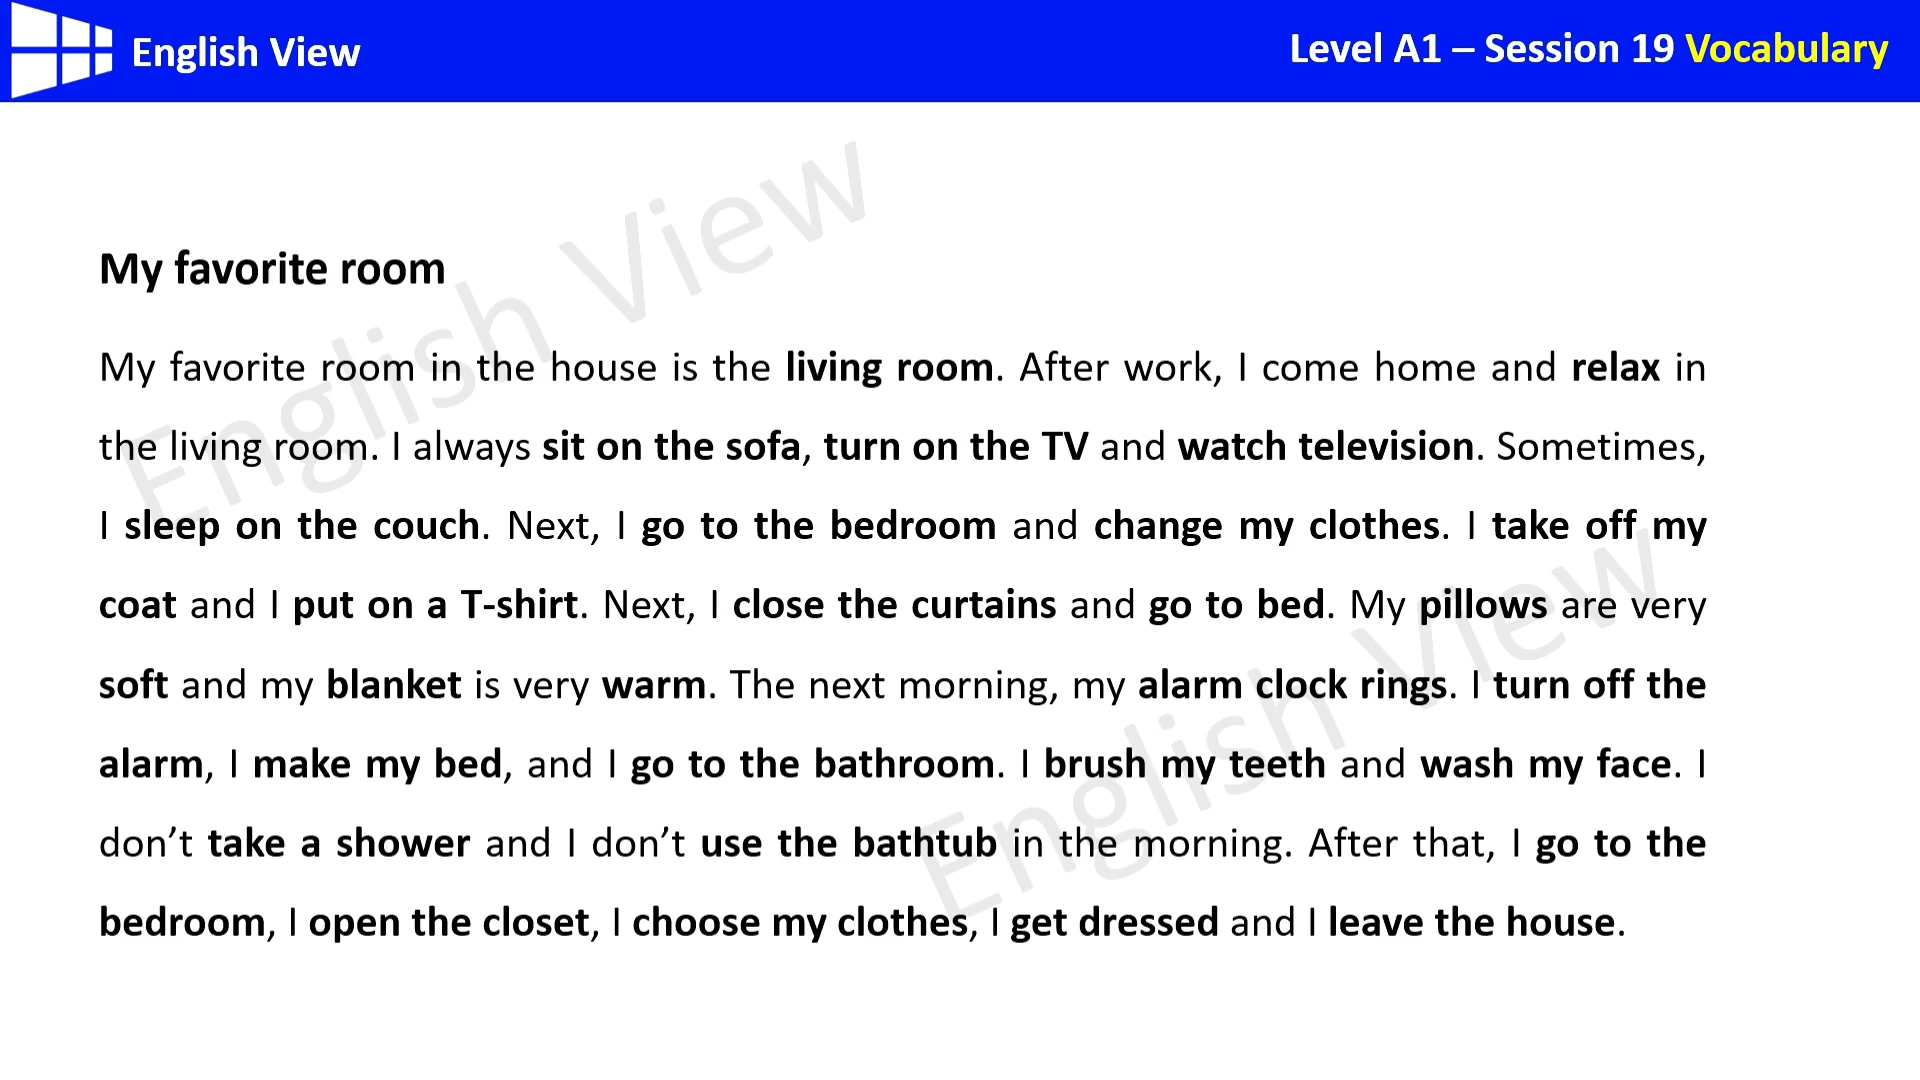 English View
Level A1 – Session 19 Vocabulary
My favorite room
My favorite room in the house is the living room. After work, I come home and relax in
the living room. I always sit on the sofa, turn on the TV and watch television. Sometimes,
I sleep on the couch. Next, I go to the bedroom and change my clothes. I take off my
coat and I put on a T-shirt. Next, I close the curtains and go to bed. My pillows are very
soft and my blanket is very warm. The next morning, my alarm clock rings. I turn off the
alarm, I make my bed, and I go to the bathroom. I brush my teeth and wash my face. I
don’t take a shower and I don’t use the bathtub in the morning. After that, I go to the
bedroom, I open the closet, I choose my clothes, I get dressed and I leave the house.
English View
English View